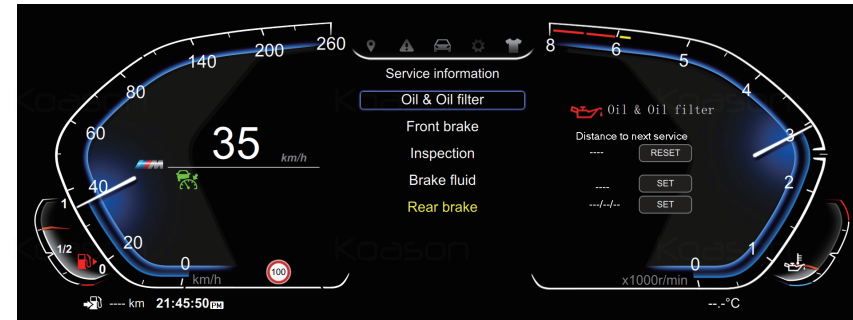 260
200
140
80
60
40
20
0
km/h
35
km/h
100
1
1/2
0
---- km 21:45:50 PM
Service information
Oil & Oil filter
Front brake
Inspection
Brake fluid
Rear brake
Oil & Oil filter
Distance to next service
---- RESET
---- SET
---/--/-- SET
8
6
5
4
3
2
1
0
x1000r/min
--.-°C
Koason
Koason
Koason